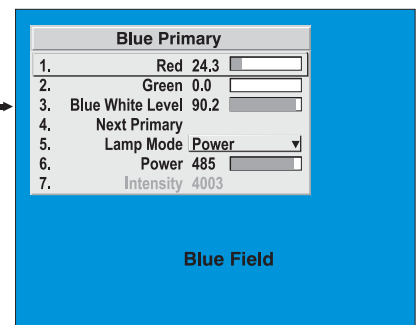 Blue Primary
1. Red 24.3
2. Green 0.0
3. Blue White Level 90.2
4. Next Primary
5. Lamp Mode Power
6. Power 485
7. Intensity 4003
Blue Field